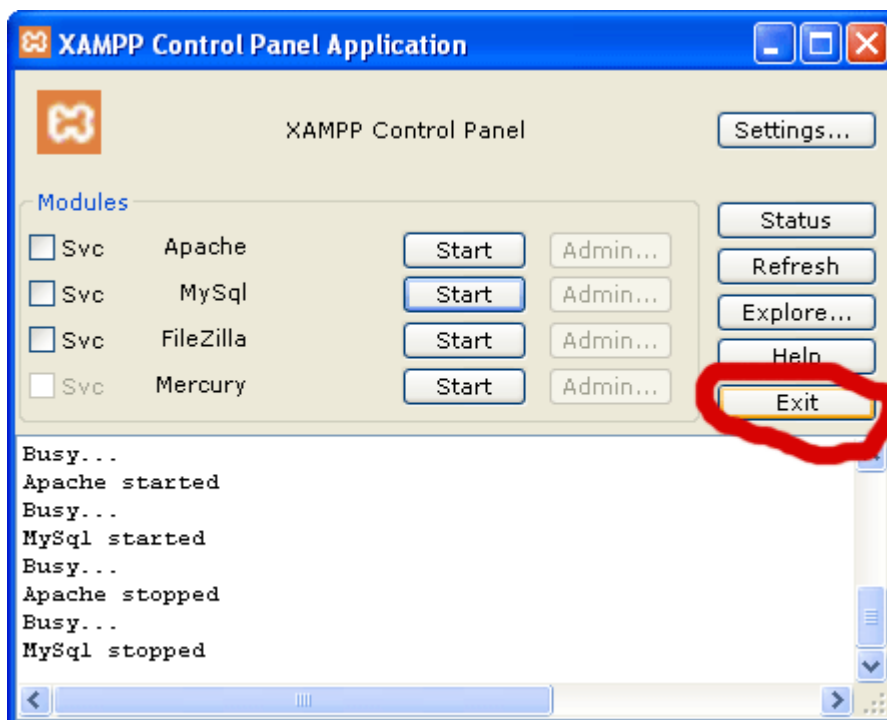 XAMPP Control Panel Application
XAMPP Control Panel
Settings...
Modules
Svc Apache Start Admin...
Svc MySql Start Admin...
Svc FileZilla Start Admin...
Svc Mercury Start Admin...
Status
Refresh
Explore...
Help
Exit
Busy...
Apache started
Busy...
MySql started
Busy...
Apache stopped
Busy...
MySql stopped